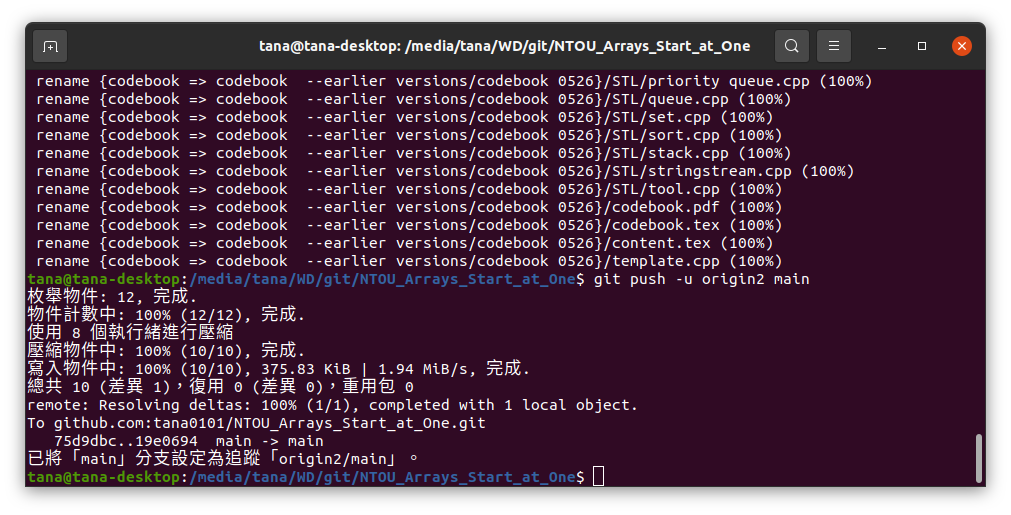 tana@tana-desktop: /media/tana/WD/git/NTOU_Arrays_Start_at_One
rename {codebook => codebook  --earlier versions/codebook 0526}/STL/priority queue.cpp (100%)
rename {codebook => codebook  --earlier versions/codebook 0526}/STL/queue.cpp (100%)
rename {codebook => codebook  --earlier versions/codebook 0526}/STL/set.cpp (100%)
rename {codebook => codebook  --earlier versions/codebook 0526}/STL/sort.cpp (100%)
rename {codebook => codebook  --earlier versions/codebook 0526}/STL/stack.cpp (100%)
rename {codebook => codebook  --earlier versions/codebook 0526}/STL/stringstream.cpp (100%)
rename {codebook => codebook  --earlier versions/codebook 0526}/STL/tool.cpp (100%)
rename {codebook => codebook  --earlier versions/codebook 0526}/codebook.pdf (100%)
rename {codebook => codebook  --earlier versions/codebook 0526}/codebook.tex (100%)
rename {codebook => codebook  --earlier versions/codebook 0526}/content.tex (100%)
rename {codebook => codebook  --earlier versions/codebook 0526}/template.cpp (100%)
tana@tana-desktop:/media/tana/WD/git/NTOU_Arrays_Start_at_One$ git push -u origin2 main
枚舉物件: 12, 完成.
物件計數中: 100% (12/12), 完成.
使用 8 個執行緒進行壓縮
壓縮物件中: 100% (10/10), 完成.
寫入物件中: 100% (10/10), 375.83 KiB | 1.94 MiB/s, 完成.
總共 10 (差異 1)，復用 0 (差異 0)，重用包 0
remote: Resolving deltas: 100% (1/1), completed with 1 local object.
To github.com:tana0101/NTOU_Arrays_Start_at_One.git
   75d9dbc..19e0694  main -> main
已將「main」分支設定為追蹤「origin2/main」。
tana@tana-desktop:/media/tana/WD/git/NTOU_Arrays_Start_at_One$